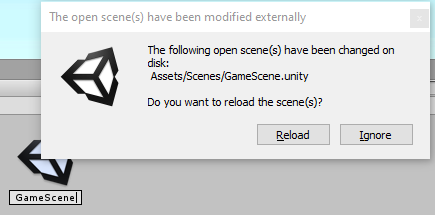 The open scene(s) have been modified externally
The following open scene(s) have been changed on
disk:
Assets/Scenes/GameScene.unity
Do you want to reload the scene(s)?
Reload
Ignore
GameScene